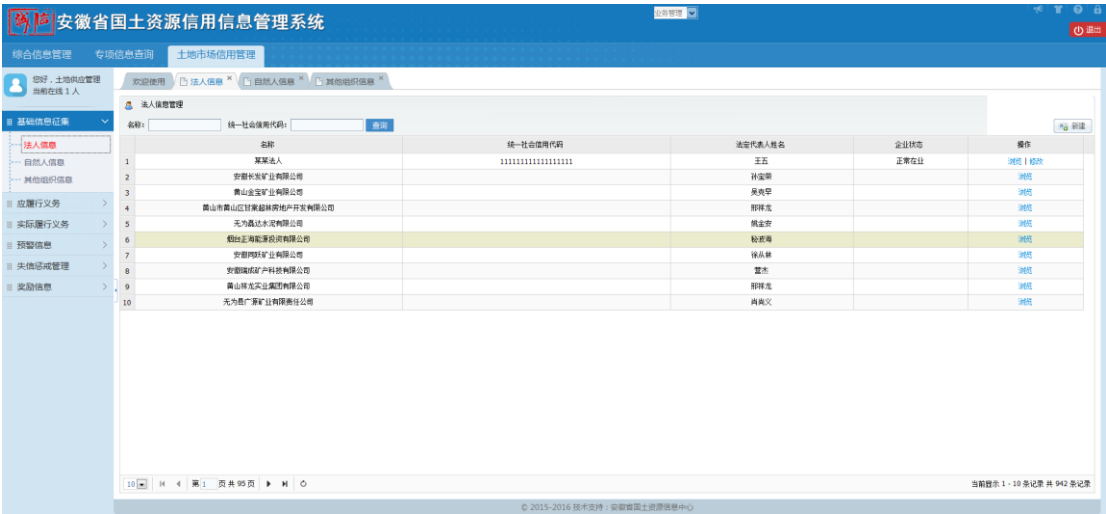 诚信 安徽省国土资源信用信息管理系统
业务管理
退出
综合信息管理 专项信息查询 土地市场信用管理
您好，土地供应管理
当前在线 1 人
欢迎使用 法人信息 × 自然人信息 × 其他组织信息 ×
基础信息征集
法人信息
自然人信息
其他组织信息
应履行义务
实际履行义务
预警信息
失信惩戒管理
奖励信息
法人信息管理
名称: 统一社会信用代码: 查询
新建
名称 统一社会信用代码 法定代表人姓名 企业状态 操作
1 某某法人 111111111111111111 王五 正常在业 浏览 | 修改
2 安徽长发矿业有限公司 孙宝荣 浏览
3 黄山金宝矿业有限公司 吴克早 浏览
4 黄山市黄山区甘棠超林房地产开发有限公司 邢祥龙 浏览
5 无为磊达水泥有限公司 姚金安 浏览
6 烟台正海能源投资有限公司 秘波海 浏览
7 安徽同跃矿业有限公司 徐从林 浏览
8 安徽瑞成矿产科技有限公司 董杰 浏览
9 黄山祥龙实业集团有限公司 邢祥龙 浏览
10 无为县广源矿业有限责任公司 肖尚义 浏览
10 第 1 页 共 95 页
当前显示 1 - 10 条记录 共 942 条记录
© 2015-2016 技术支持：安徽省国土资源信息中心